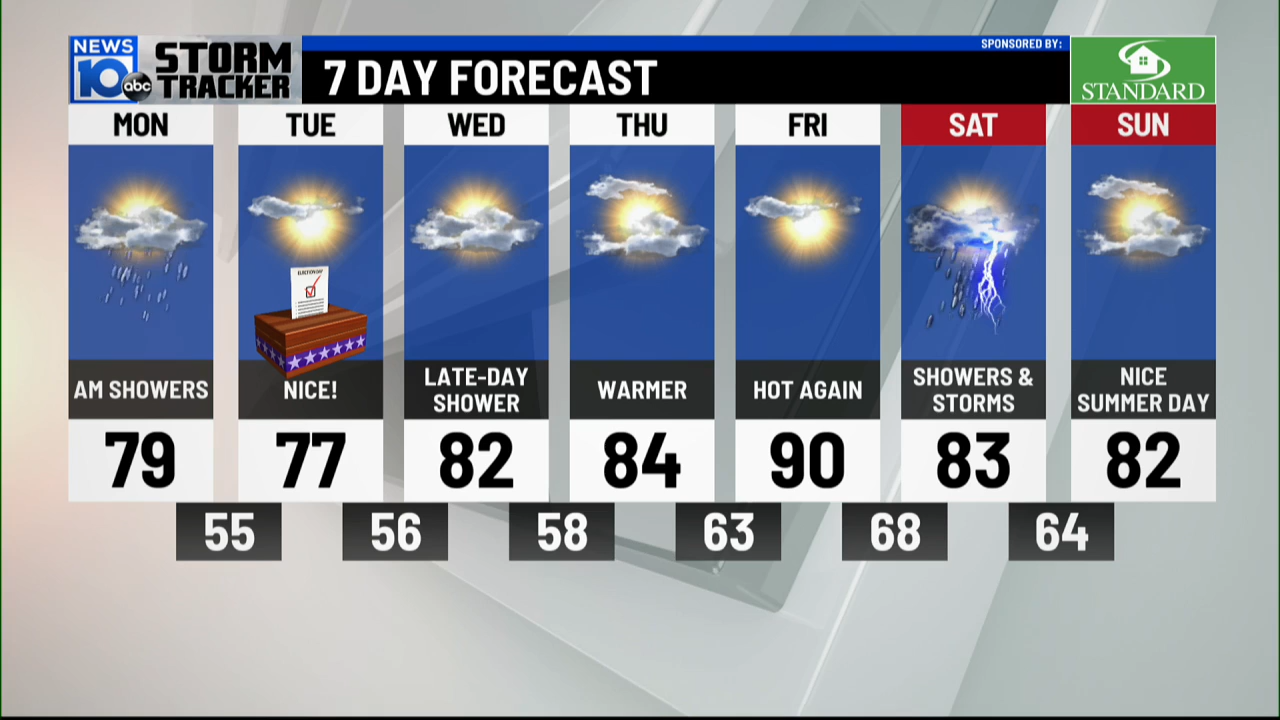 NEWS
10
abc
STORM
TRACKER
7 DAY FORECAST
SPONSORED BY:
STANDARD
MON
TUE
WED
THU
FRI
SAT
SUN
ELECTION DAY
AM SHOWERS
NICE!
LATE-DAY
SHOWER
WARMER
HOT AGAIN
SHOWERS &
STORMS
NICE
SUMMER DAY
79
77
82
84
90
83
82
55
56
58
63
68
64